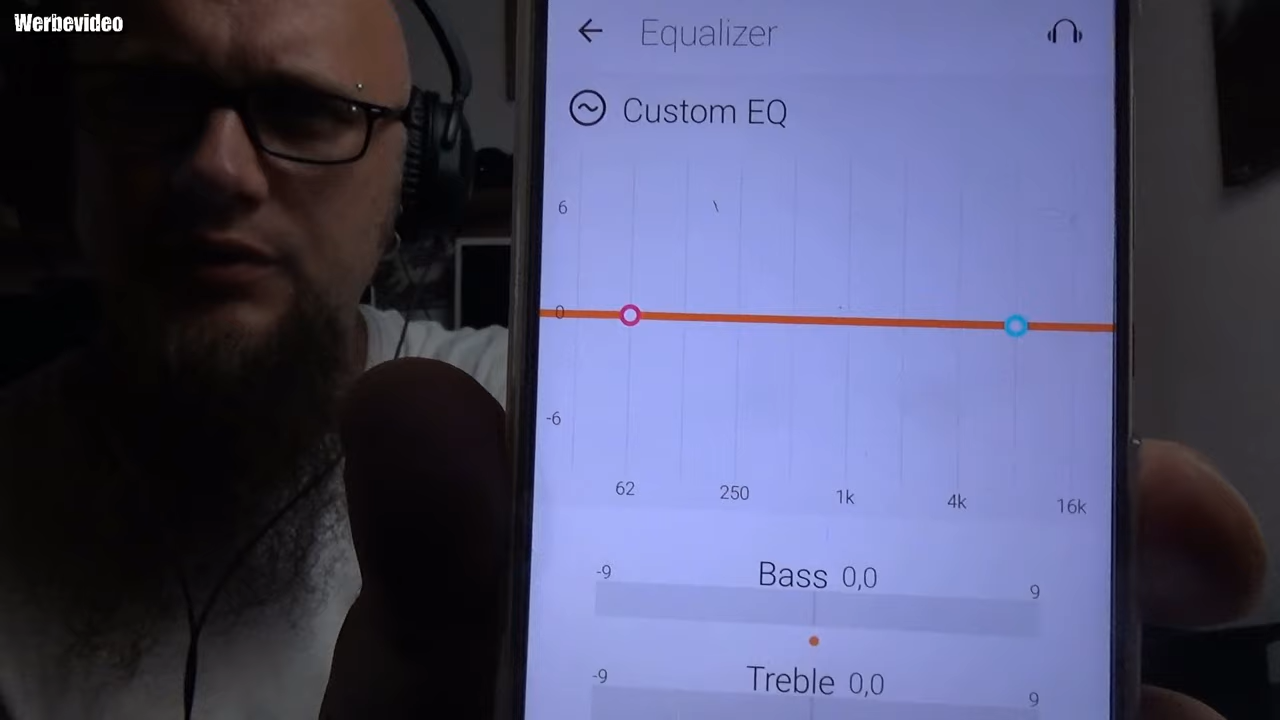 Werbevideo
Equalizer
Custom EQ
6
0
-6
62 250 1k 4k 16k
Bass 0,0
-9 9
Treble 0,0
-9 9